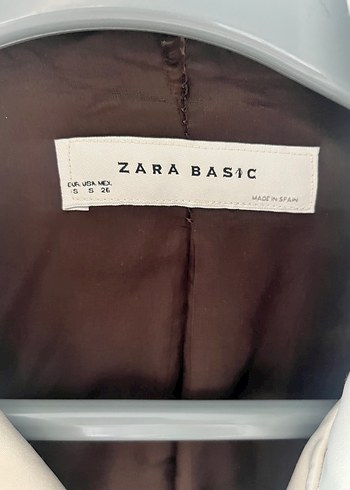 ZARA BASIC
EUR USA MEX
S S 26
MADE IN SPAIN